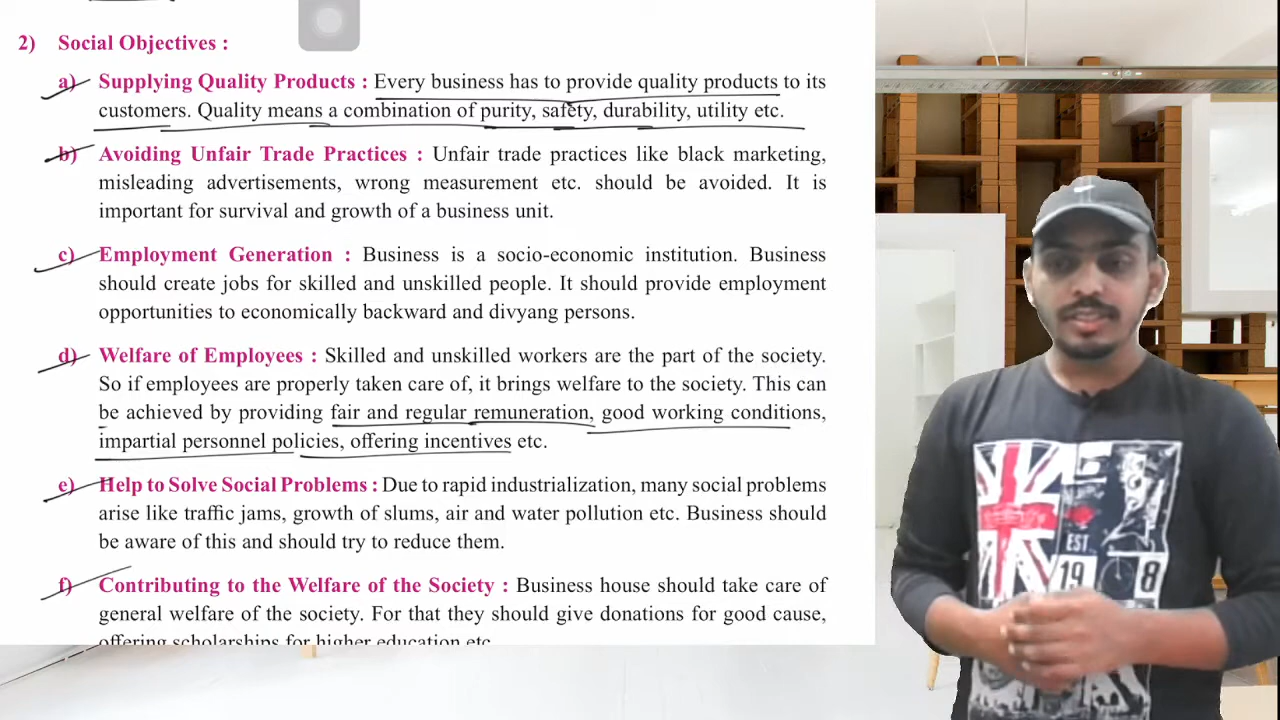 2) Social Objectives :
a) Supplying Quality Products : Every business has to provide quality products to its
customers. Quality means a combination of purity, safety, durability, utility etc.
b) Avoiding Unfair Trade Practices : Unfair trade practices like black marketing,
misleading advertisements, wrong measurement etc. should be avoided. It is
important for survival and growth of a business unit.
c) Employment Generation : Business is a socio-economic institution. Business
should create jobs for skilled and unskilled people. It should provide employment
opportunities to economically backward and divyang persons.
d) Welfare of Employees : Skilled and unskilled workers are the part of the society.
So if employees are properly taken care of, it brings welfare to the society. This can
be achieved by providing fair and regular remuneration, good working conditions,
impartial personnel policies, offering incentives etc.
e) Help to Solve Social Problems : Due to rapid industrialization, many social problems
arise like traffic jams, growth of slums, air and water pollution etc. Business should
be aware of this and should try to reduce them.
f) Contributing to the Welfare of the Society : Business house should take care of
general welfare of the society. For that they should give donations for good cause,
offering scholarships for higher education etc.
EST
19 8